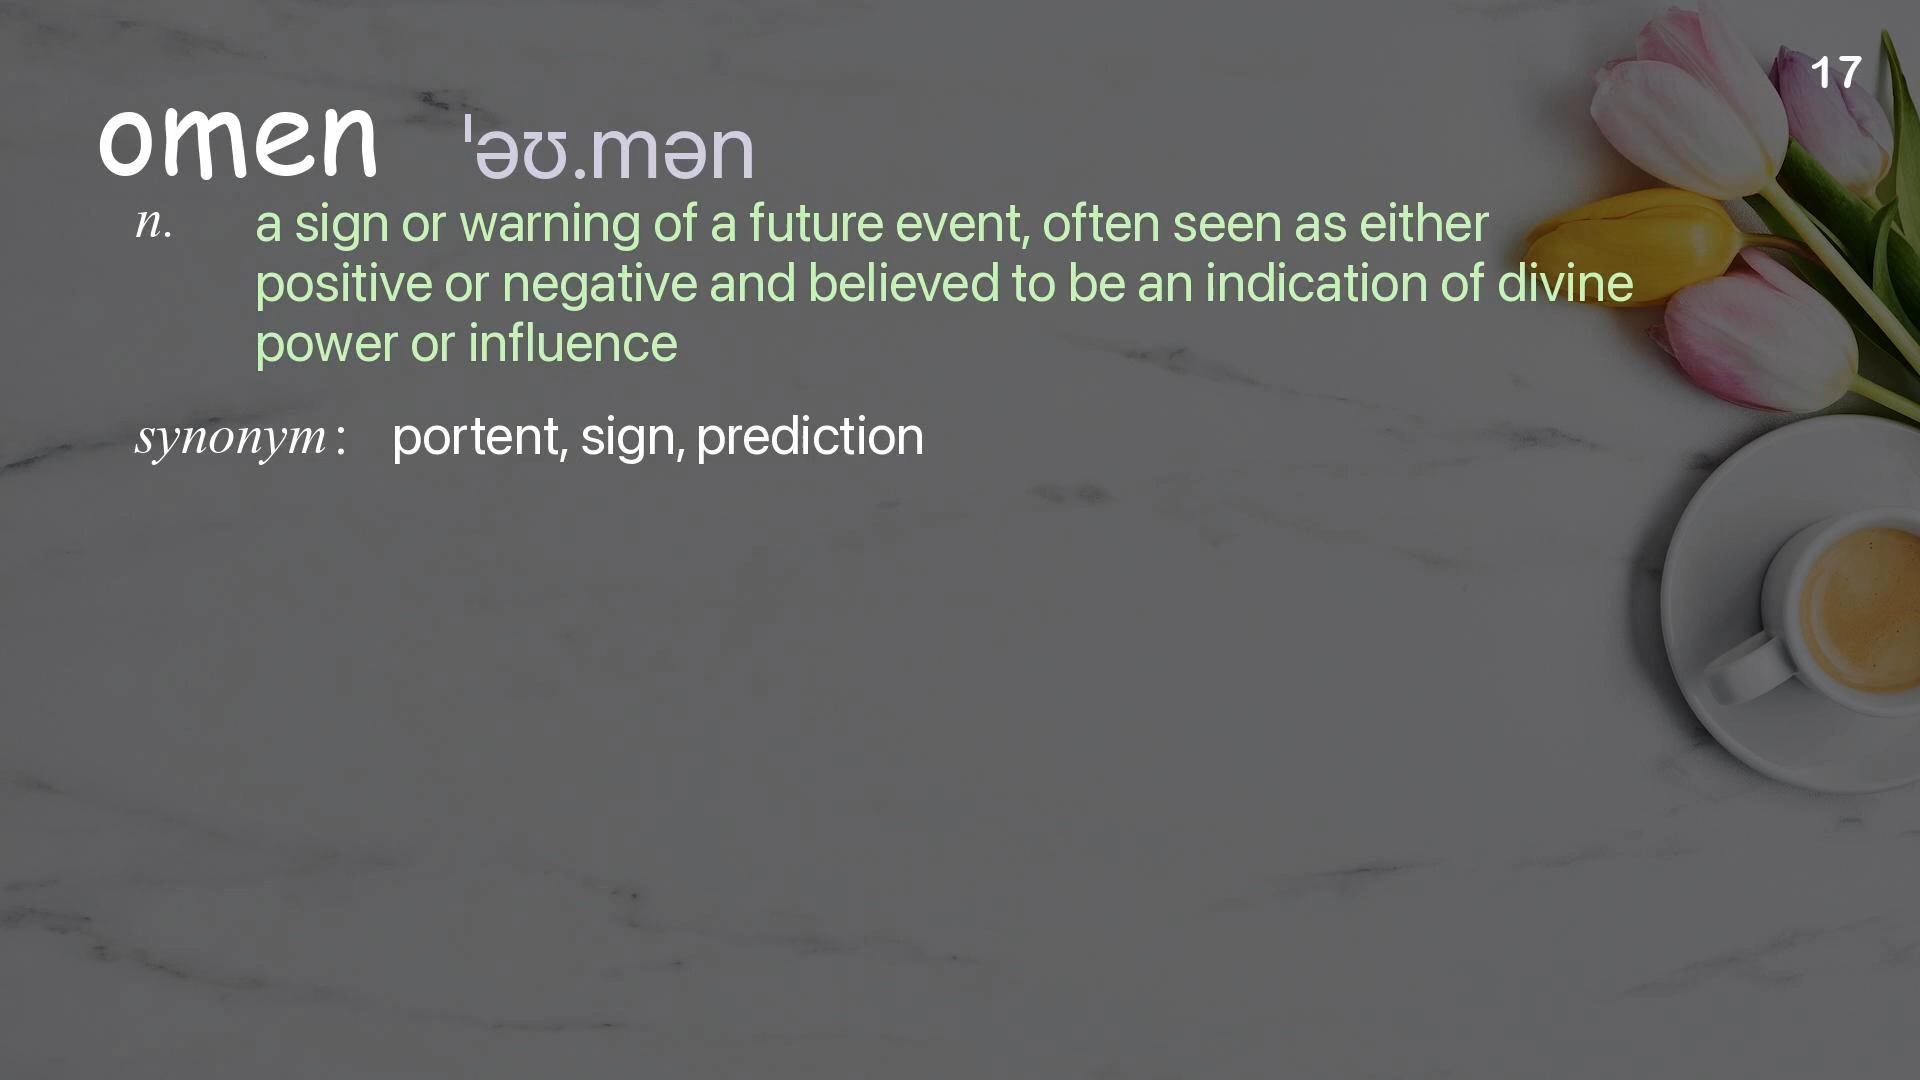 17
omen ˈəʊ.mən
n. a sign or warning of a future event, often seen as either
positive or negative and believed to be an indication of divine
power or influence
synonym: portent, sign, prediction